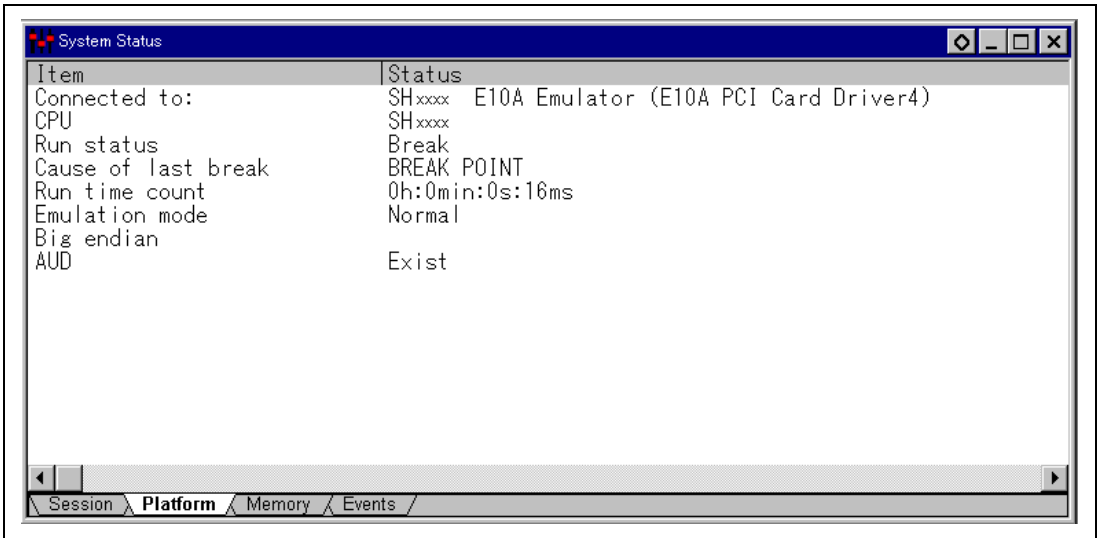 System Status
Item Status
Connected to: SHxxxx E10A Emulator (E10A PCI Card Driver4)
CPU SHxxxx
Run status Break
Cause of last break BREAK POINT
Run time count 0h:0min:0s:16ms
Emulation mode Normal
Big endian
AUD Exist
Session Platform Memory Events